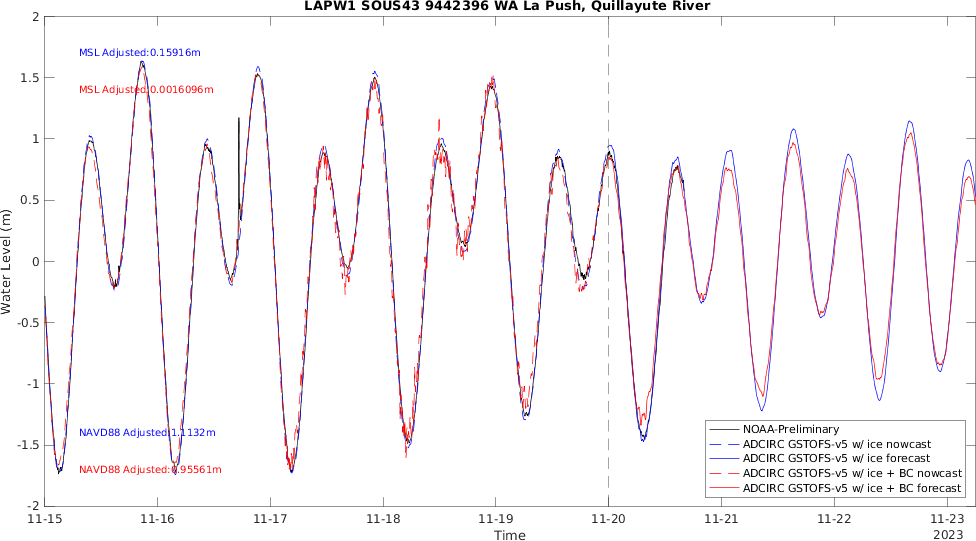 LAPW1 SOUS43 9442396 WA La Push, Quillayute River
2
1.5
1
0.5
0
-0.5
-1
-1.5
-2
Water Level (m)
MSL Adjusted:0.15916m
MSL Adjusted:0.0016096m
NAVD88 Adjusted:1.1132m
NAVD88 Adjusted:0.95561m
NOAA-Preliminary
ADCIRC GSTOFS-v5 w/ ice nowcast
ADCIRC GSTOFS-v5 w/ ice forecast
ADCIRC GSTOFS-v5 w/ ice + BC nowcast
ADCIRC GSTOFS-v5 w/ ice + BC forecast
11-15 11-16 11-17 11-18 11-19 11-20 11-21 11-22 11-23
Time
2023